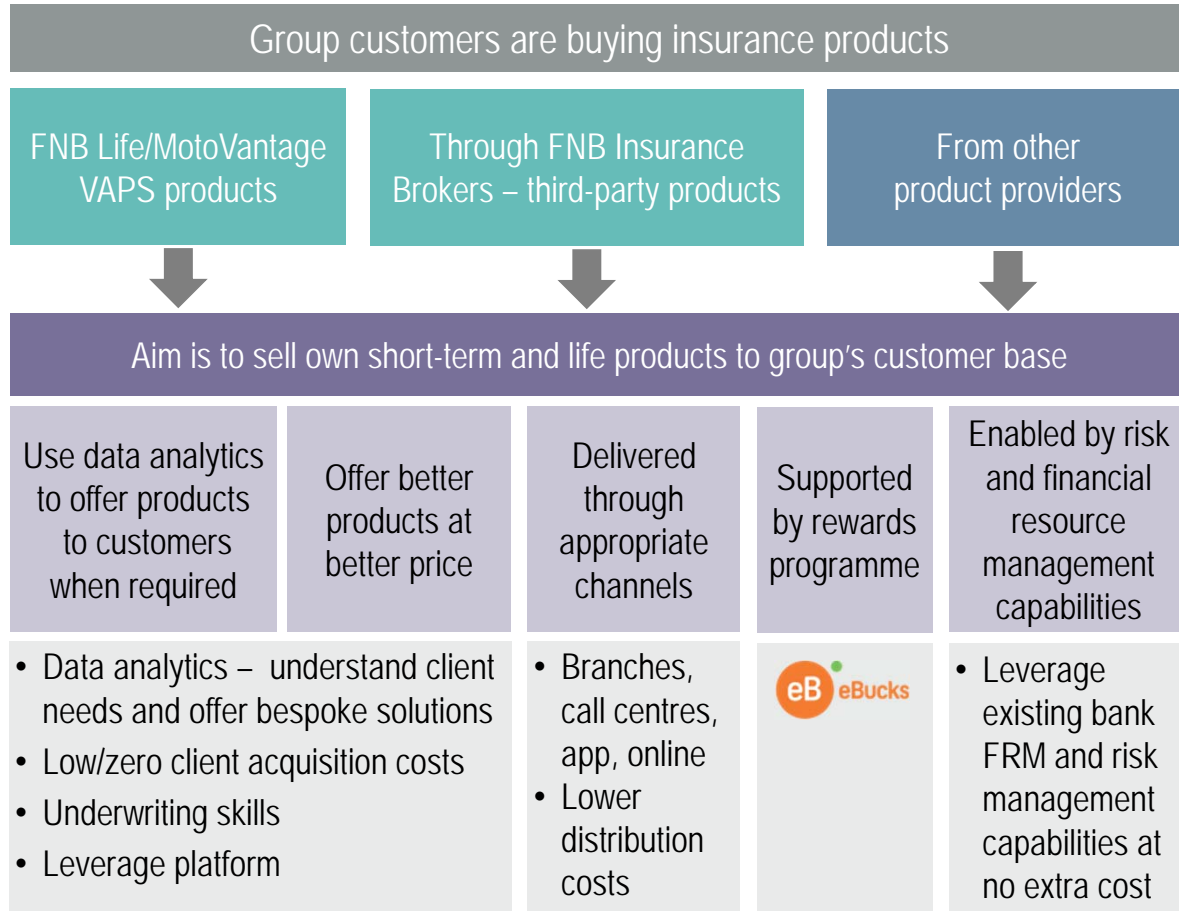 Group customers are buying insurance products
FNB Life/MotoVantage
VAPS products
Through FNB Insurance
Brokers – third-party products
From other
product providers
Aim is to sell own short-term and life products to group's customer base
Use data analytics
to offer products
to customers
when required
Offer better
products at
better price
Delivered
through
appropriate
channels
Supported
by rewards
programme
Enabled by risk
and financial
resource
management
capabilities
• Data analytics – understand client
needs and offer bespoke solutions
• Low/zero client acquisition costs
• Underwriting skills
• Leverage platform
• Branches,
call centres,
app, online
• Lower
distribution
costs
eB eBucks
• Leverage
existing bank
FRM and risk
management
capabilities at
no extra cost